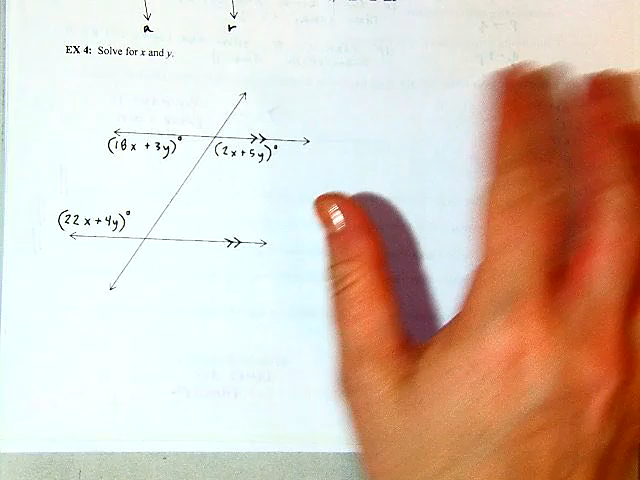 a r
EX 4: Solve for x and y.
(18x + 3y)° (2x + 5y)°
(22x + 4y)°